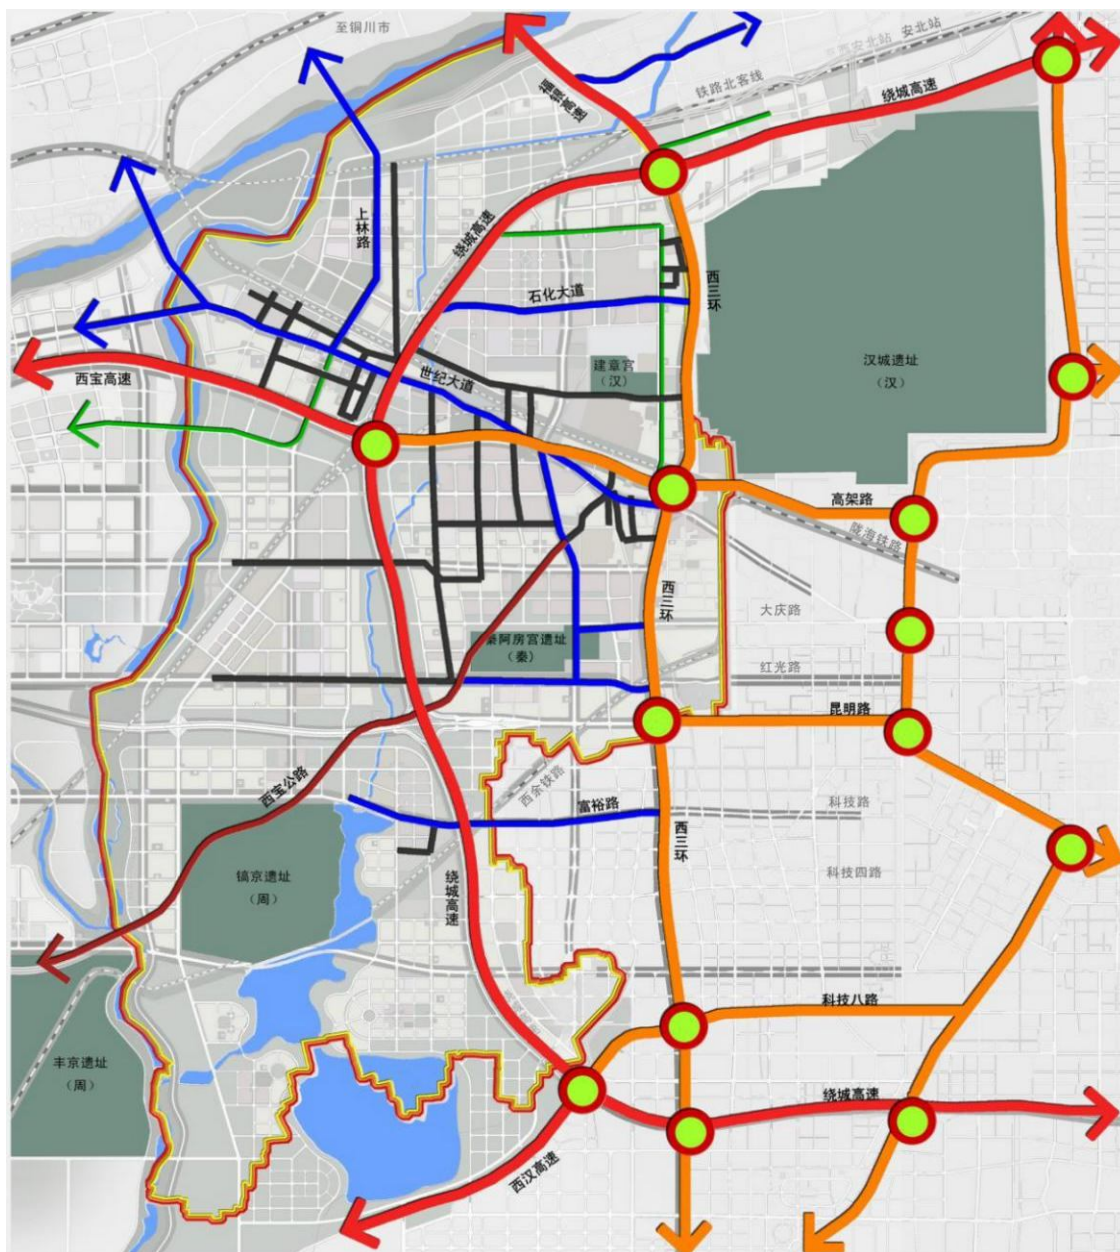 至铜川市
安北站
福银高速
铁路北客线
绕城高速
上林路
绕城高速
西三环
石化大道
建章宫
（汉）
汉城遗址
（汉）
西宝高速
世纪大道
高架路
陇海铁路
西三环
大庆路
秦阿房宫遗址
（秦）
红光路
昆明路
西余铁路
西宝公路
富裕路
科技路
西三环
镐京遗址
（周）
绕城高速
科技四路
科技八路
丰京遗址
（周）
绕城高速
西汉高速